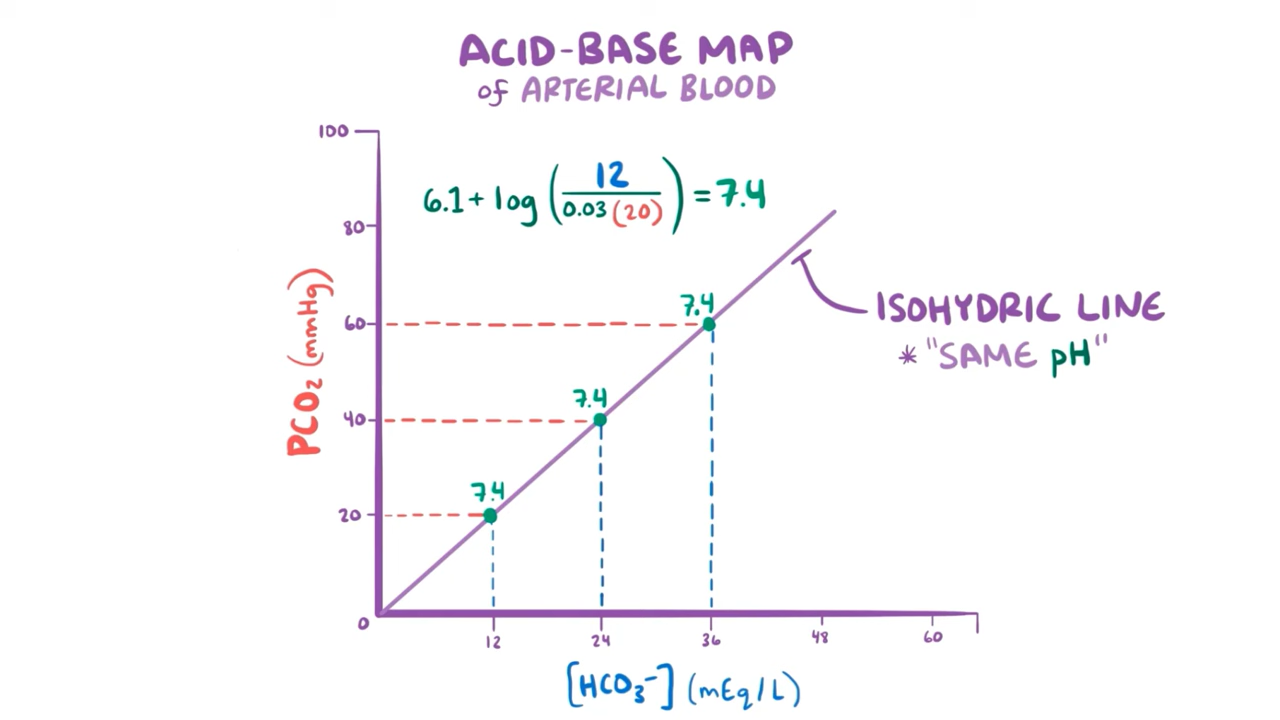 ACID-BASE MAP
of ARTERIAL BLOOD
100
80
60
40
20
0
PCO₂ (mmHg)
6.1 + log (12 / 0.03 (20)) = 7.4
7.4
7.4
7.4
ISOHYDRIC LINE
* "SAME pH"
12 24 36 48 60
[HCO₃⁻] (mEq/L)